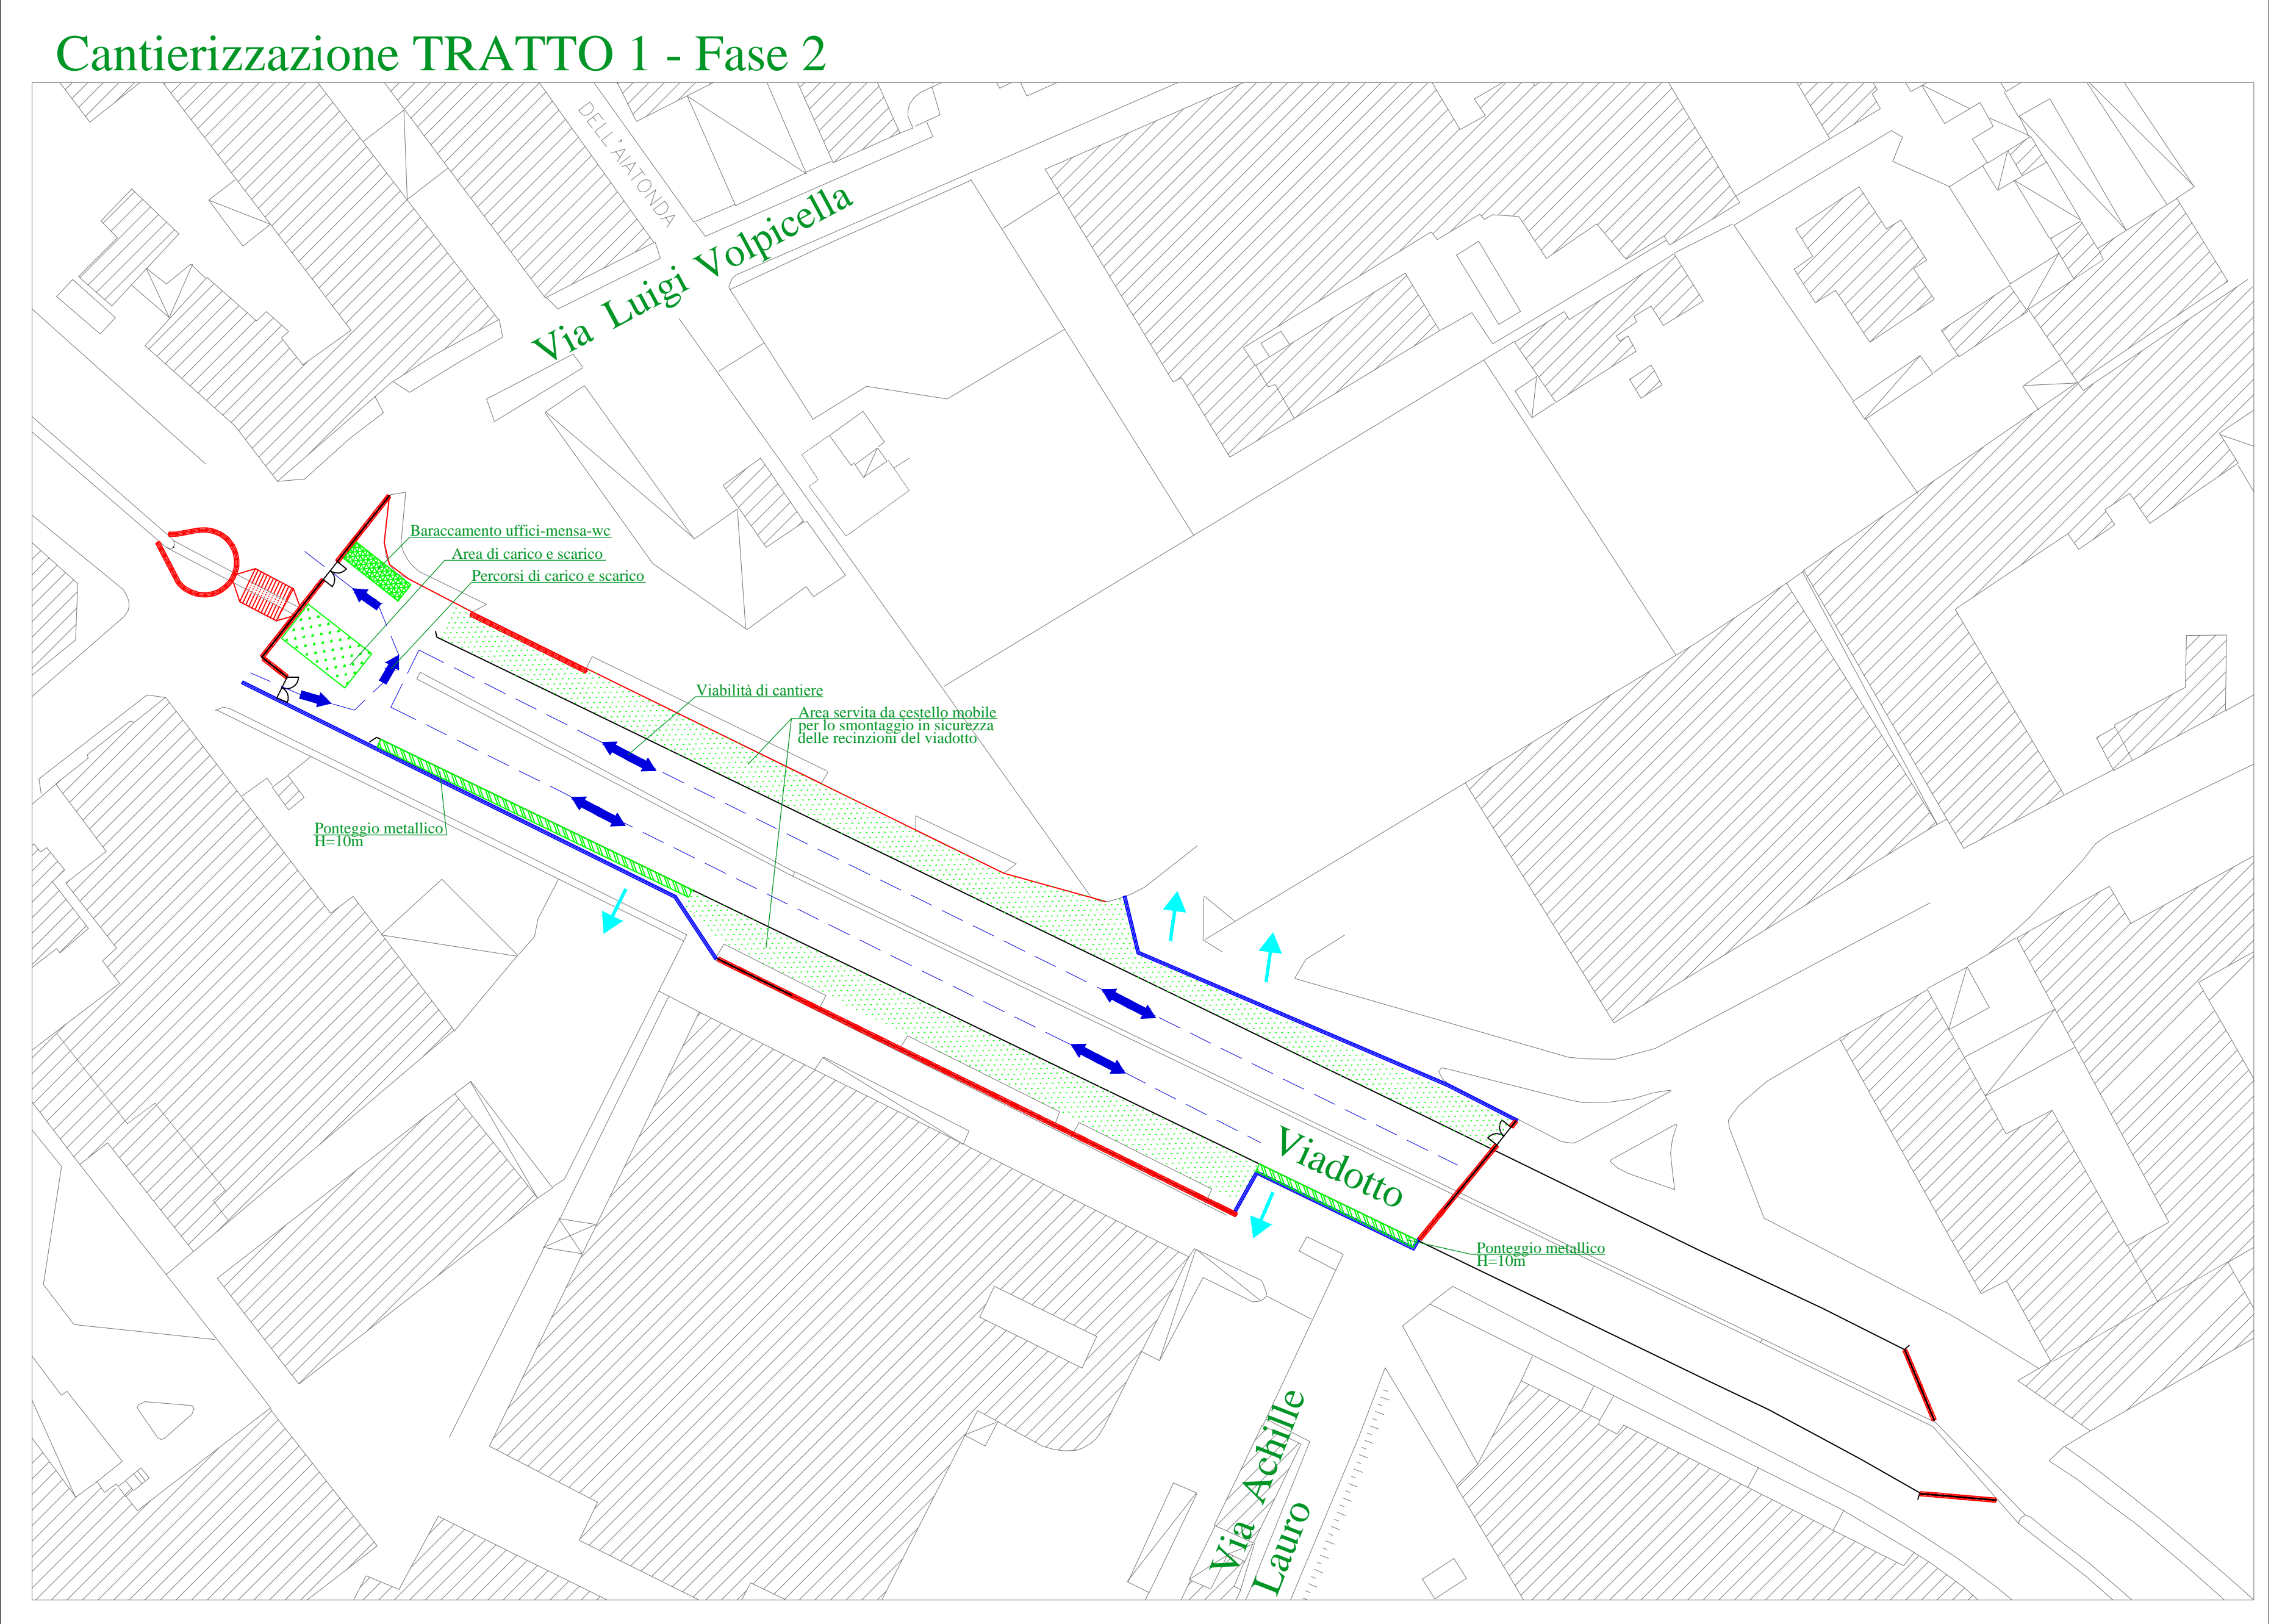 Cantierizzazione TRATTO 1 - Fase 2
DELL'AIATONDA
Via Luigi Volpicella
Baraccamento uffici-mensa-wc
Area di carico e scarico
Percorsi di carico e scarico
Viabilità di cantiere
Area servita da cestello mobile
per lo smontaggio in sicurezza
delle recinzioni del viadotto
Ponteggio metallico
H=10m
Viadotto
Ponteggio metallico
H=10m
Via Achille
Lauro